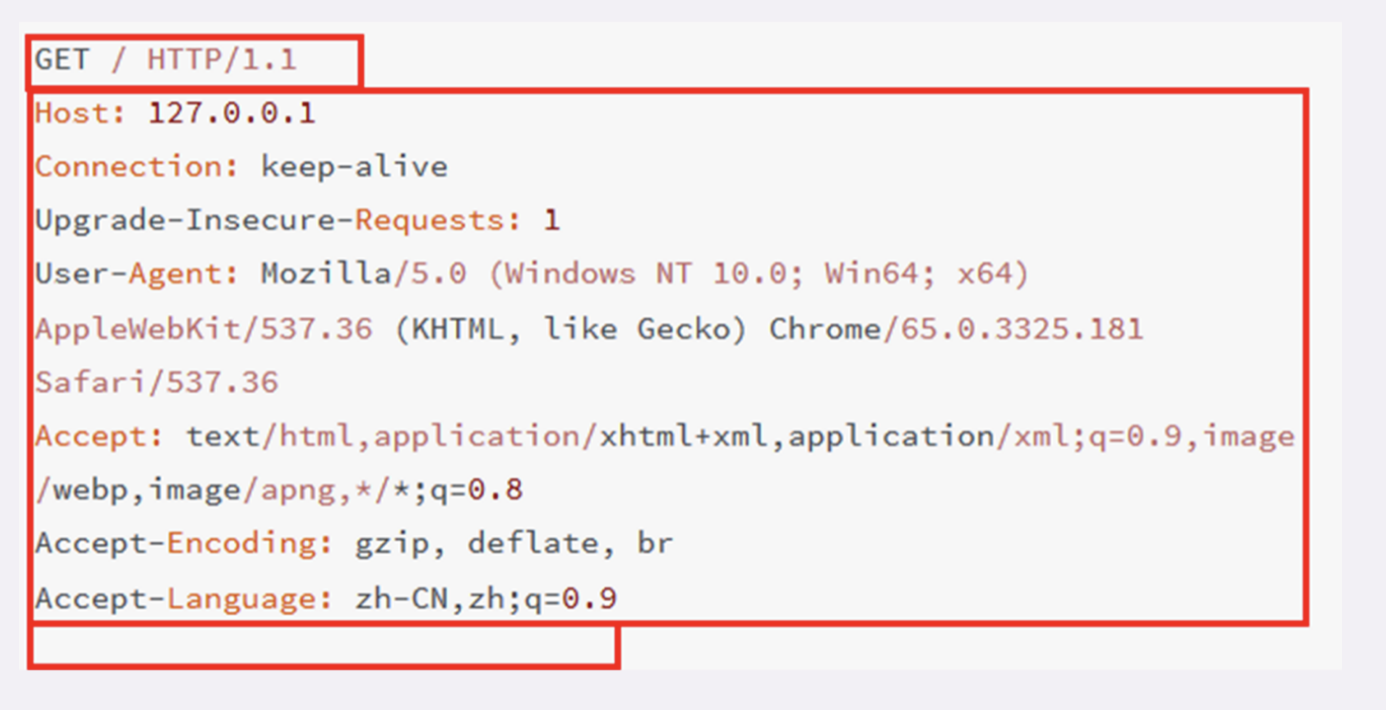 GET / HTTP/1.1
Host: 127.0.0.1
Connection: keep-alive
Upgrade-Insecure-Requests: 1
User-Agent: Mozilla/5.0 (Windows NT 10.0; Win64; x64)
AppleWebKit/537.36 (KHTML, like Gecko) Chrome/65.0.3325.181
Safari/537.36
Accept: text/html,application/xhtml+xml,application/xml;q=0.9,image
/webp,image/apng,*/*;q=0.8
Accept-Encoding: gzip, deflate, br
Accept-Language: zh-CN,zh;q=0.9